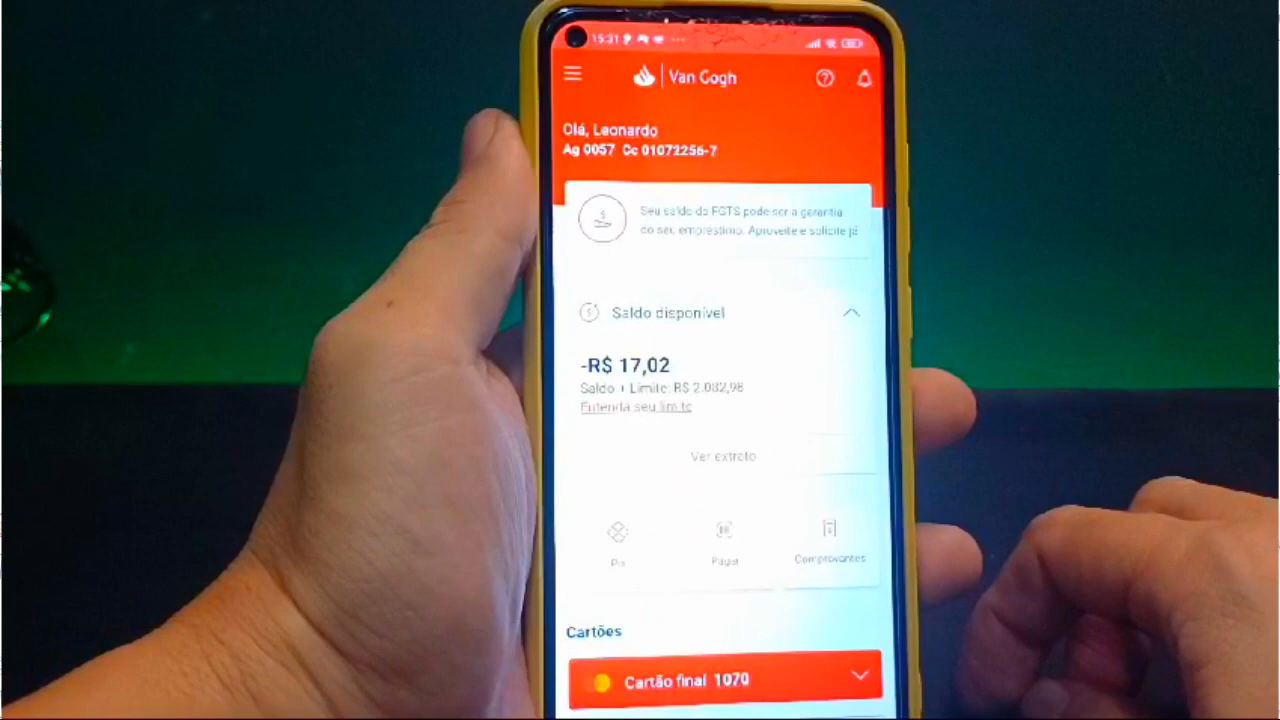 15:31
Van Gogh
Olá, Leonardo
Ag 0057 Cc 01072256-7
Seu saldo do FGTS pode ser a garantia
do seu empréstimo. Aproveite e solicite já
Saldo disponível
-R$ 17,02
Saldo + Limite: R$ 2.082,98
Entenda seu limite
Ver extrato
Pix
Pagar
Comprovantes
Cartões
Cartão final 1070